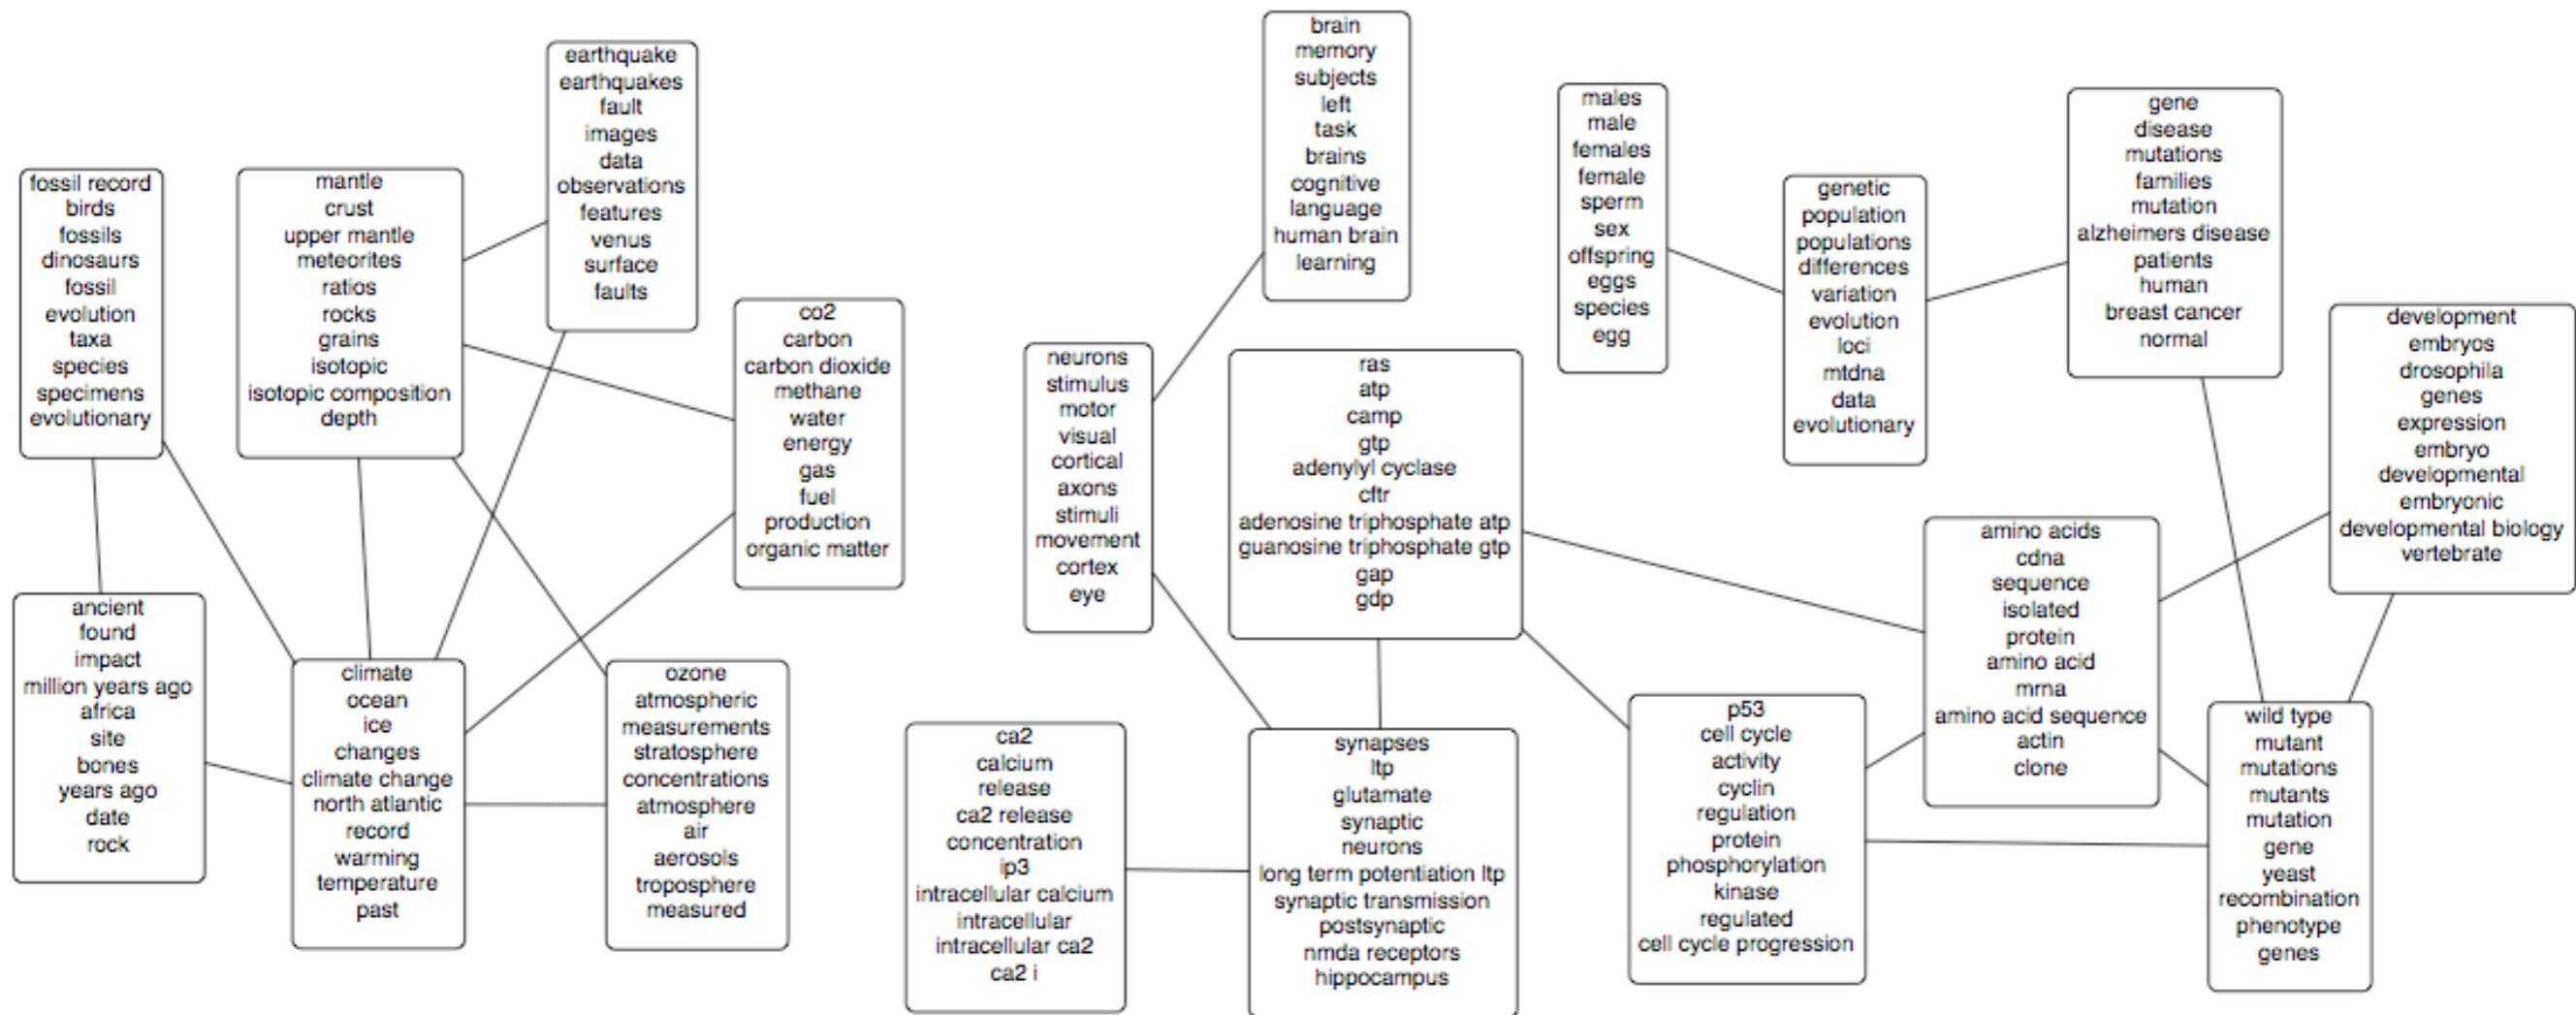 fossil record
birds
fossils
dinosaurs
fossil
evolution
taxa
species
specimens
evolutionary
mantle
crust
upper mantle
meteorites
ratios
rocks
grains
isotopic
isotopic composition
depth
earthquake
earthquakes
fault
images
data
observations
features
venus
surface
faults
co2
carbon
carbon dioxide
methane
water
energy
gas
fuel
production
organic matter
ancient
found
impact
million years ago
africa
site
bones
years ago
date
rock
climate
ocean
ice
changes
climate change
north atlantic
record
warming
temperature
past
ozone
atmospheric
measurements
stratosphere
concentrations
atmosphere
air
aerosols
troposphere
measured
brain
memory
subjects
left
task
brains
cognitive
language
human brain
learning
neurons
stimulus
motor
visual
cortical
axons
stimuli
movement
cortex
eye
ras
atp
camp
gtp
adenylyl cyclase
cftr
adenosine triphosphate atp
guanosine triphosphate gtp
gap
gdp
ca2
calcium
release
ca2 release
concentration
ip3
intracellular calcium
intracellular
intracellular ca2
ca2 i
synapses
ltp
glutamate
synaptic
neurons
long term potentiation ltp
synaptic transmission
postsynaptic
nmda receptors
hippocampus
males
male
females
female
sperm
sex
offspring
eggs
species
egg
genetic
population
populations
differences
variation
evolution
loci
mtdna
data
evolutionary
gene
disease
mutations
families
mutation
alzheimers disease
patients
human
breast cancer
normal
development
embryos
drosophila
genes
expression
embryo
developmental
embryonic
developmental biology
vertebrate
amino acids
cdna
sequence
isolated
protein
amino acid
mrna
amino acid sequence
actin
clone
p53
cell cycle
activity
cyclin
regulation
protein
phosphorylation
kinase
regulated
cell cycle progression
wild type
mutant
mutations
mutants
mutation
gene
yeast
recombination
phenotype
genes